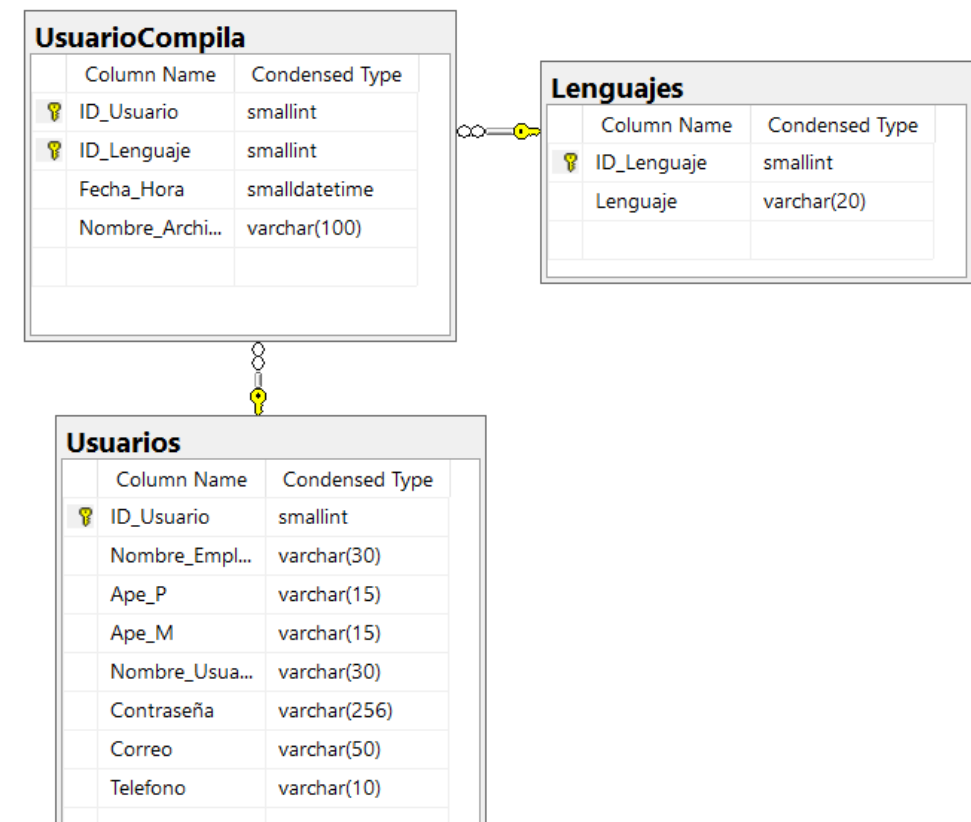 UsuarioCompila
Column Name Condensed Type
ID_Usuario smallint
ID_Lenguaje smallint
Fecha_Hora smalldatetime
Nombre_Archi... varchar(100)
Lenguajes
Column Name Condensed Type
ID_Lenguaje smallint
Lenguaje varchar(20)
Usuarios
Column Name Condensed Type
ID_Usuario smallint
Nombre_Empl... varchar(30)
Ape_P varchar(15)
Ape_M varchar(15)
Nombre_Usua... varchar(30)
Contraseña varchar(256)
Correo varchar(50)
Telefono varchar(10)